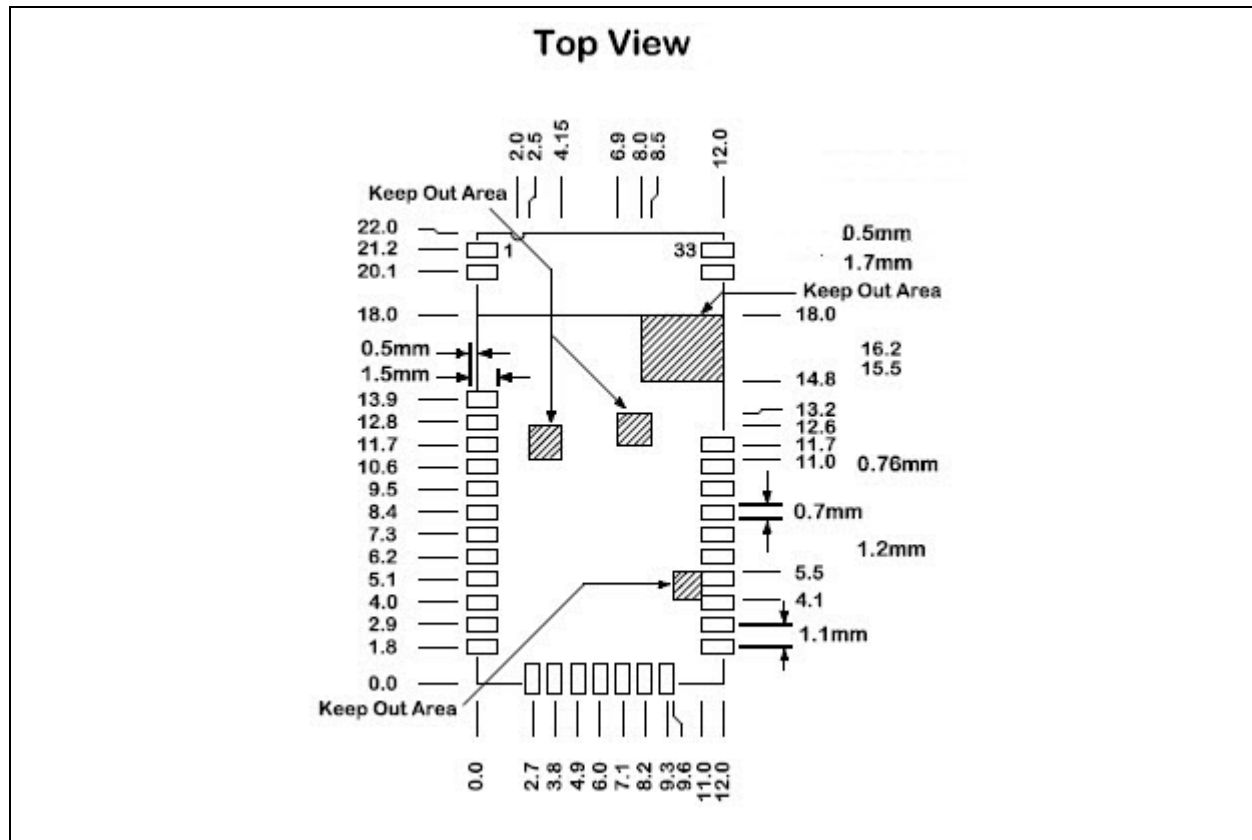 Top View
2.0 2.5 4.15 6.9 8.0 8.5 12.0
Keep Out Area
22.0
0.5mm
21.2 1 33
1.7mm
20.1
Keep Out Area
18.0 18.0
0.5mm 16.2
1.5mm 15.5
14.8
13.9
13.2
12.8 12.6
11.7 11.7
10.6 11.0 0.76mm
9.5
8.4 0.7mm
7.3
6.2 1.2mm
5.1 5.5
4.0 4.1
2.9 1.1mm
1.8
0.0
Keep Out Area
0.0 2.7 3.8 4.9 6.0 7.1 8.2 9.3 9.6 11.0 12.0